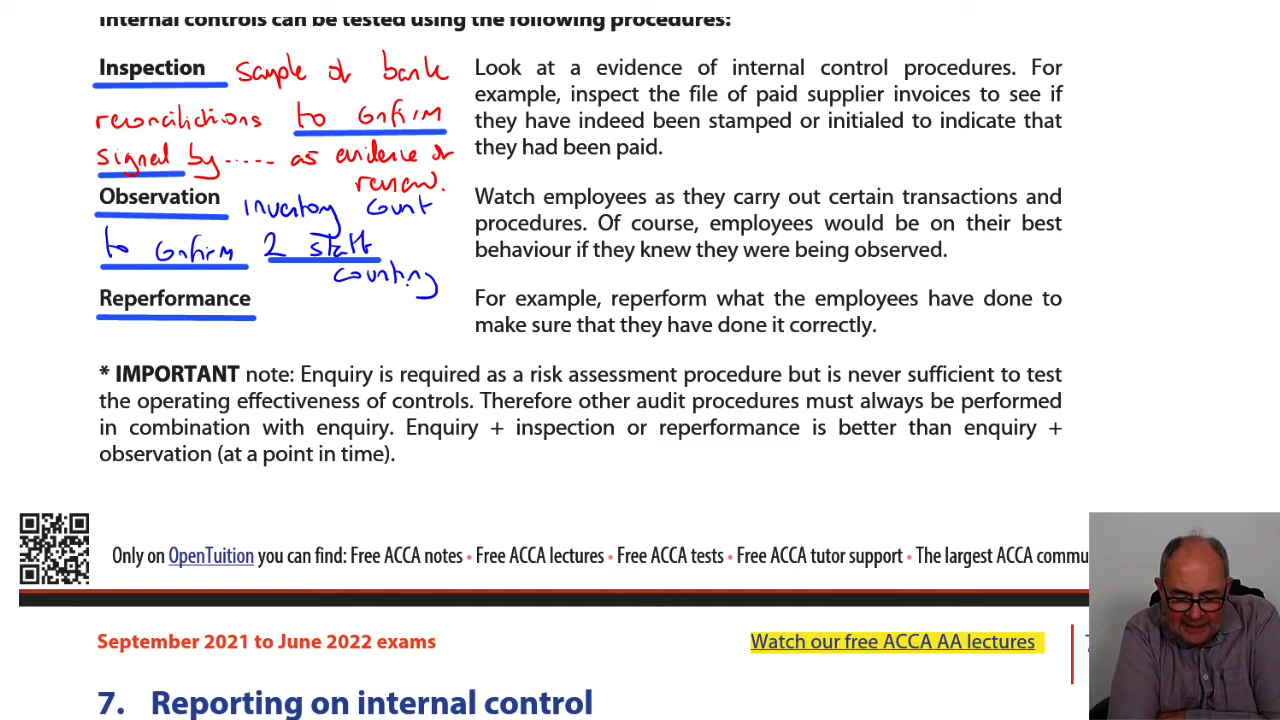 Internal controls can be tested using the following procedures:
Inspection sample of bank
reconciliations to confirm
signed by ..... as evidence of
review.
Look at a evidence of internal control procedures. For
example, inspect the file of paid supplier invoices to see if
they have indeed been stamped or initialed to indicate that
they had been paid.
Observation inventory count
to confirm 2 staff
counting
Watch employees as they carry out certain transactions and
procedures. Of course, employees would be on their best
behaviour if they knew they were being observed.
Reperformance
For example, reperform what the employees have done to
make sure that they have done it correctly.
* IMPORTANT note: Enquiry is required as a risk assessment procedure but is never sufficient to test
the operating effectiveness of controls. Therefore other audit procedures must always be performed
in combination with enquiry. Enquiry + inspection or reperformance is better than enquiry +
observation (at a point in time).
Only on OpenTuition you can find: Free ACCA notes • Free ACCA lectures • Free ACCA tests • Free ACCA tutor support • The largest ACCA commu
September 2021 to June 2022 exams
Watch our free ACCA AA lectures
7. Reporting on internal control